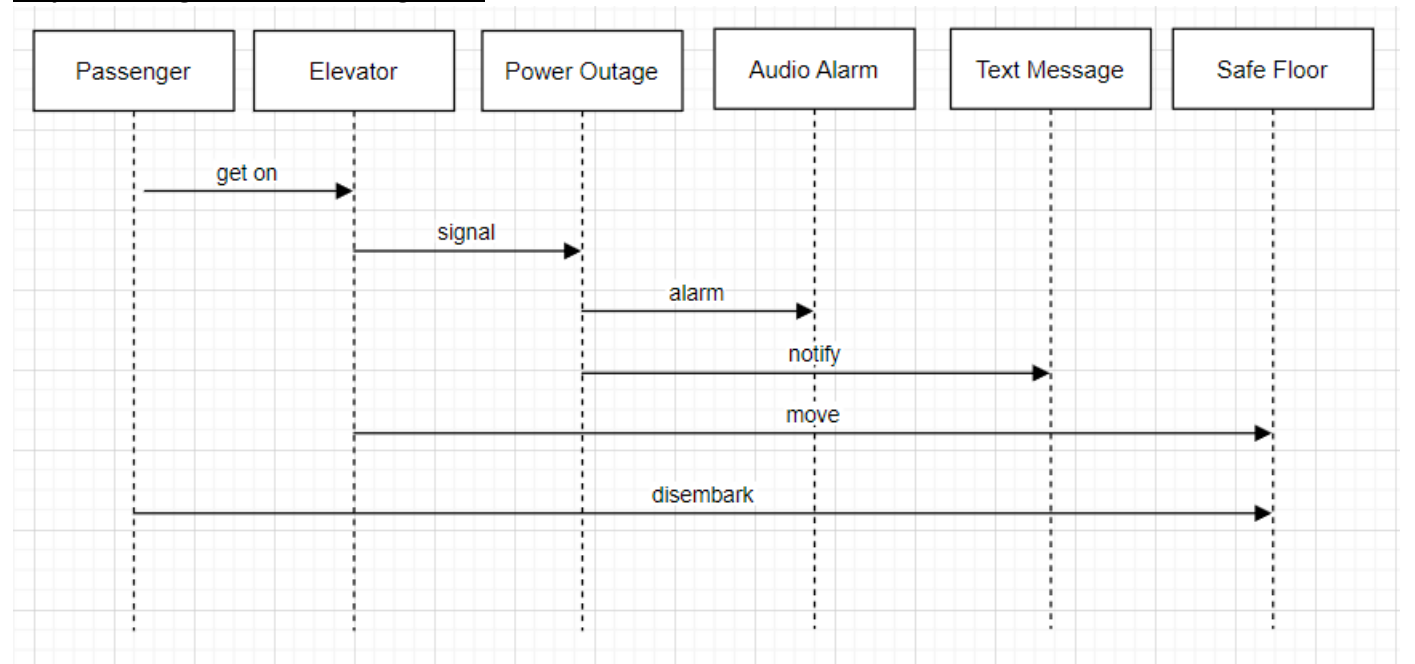 Passenger
Elevator
Power Outage
Audio Alarm
Text Message
Safe Floor
get on
signal
alarm
notify
move
disembark